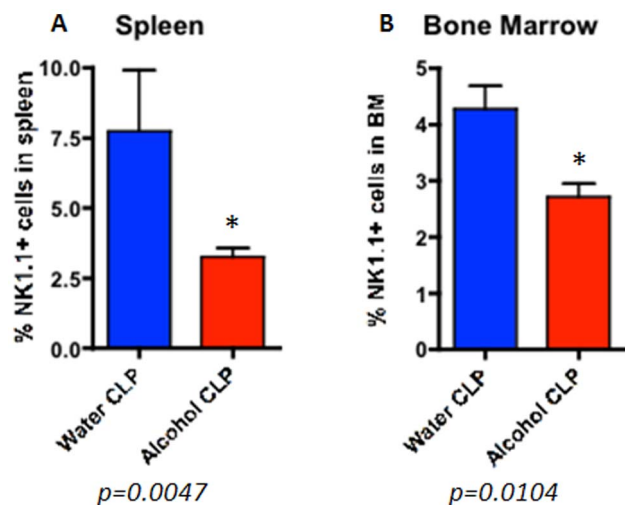 A Spleen
% NK1.1+ cells in spleen
10.0
7.5
5.0
2.5
0.0
*
Water CLP
Alcohol CLP
p=0.0047
B Bone Marrow
% NK1.1+ cells in BM
5
4
3
2
1
0
*
Water CLP
Alcohol CLP
p=0.0104